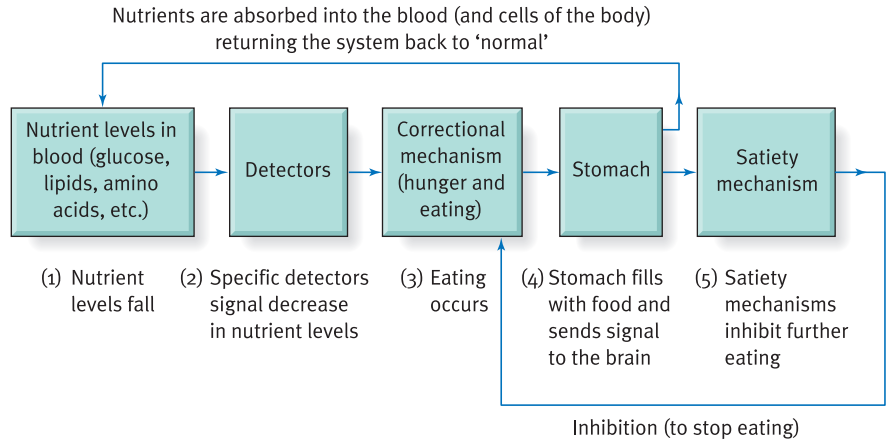 Nutrients are absorbed into the blood (and cells of the body)
returning the system back to ‘normal’
Nutrient levels in
blood (glucose,
lipids, amino
acids, etc.)
Detectors
Correctional
mechanism
(hunger and
eating)
Stomach
Satiety
mechanism
(1) Nutrient
levels fall
(2) Specific detectors
signal decrease
in nutrient levels
(3) Eating
occurs
(4) Stomach fills
with food and
sends signal
to the brain
(5) Satiety
mechanisms
inhibit further
eating
Inhibition (to stop eating)